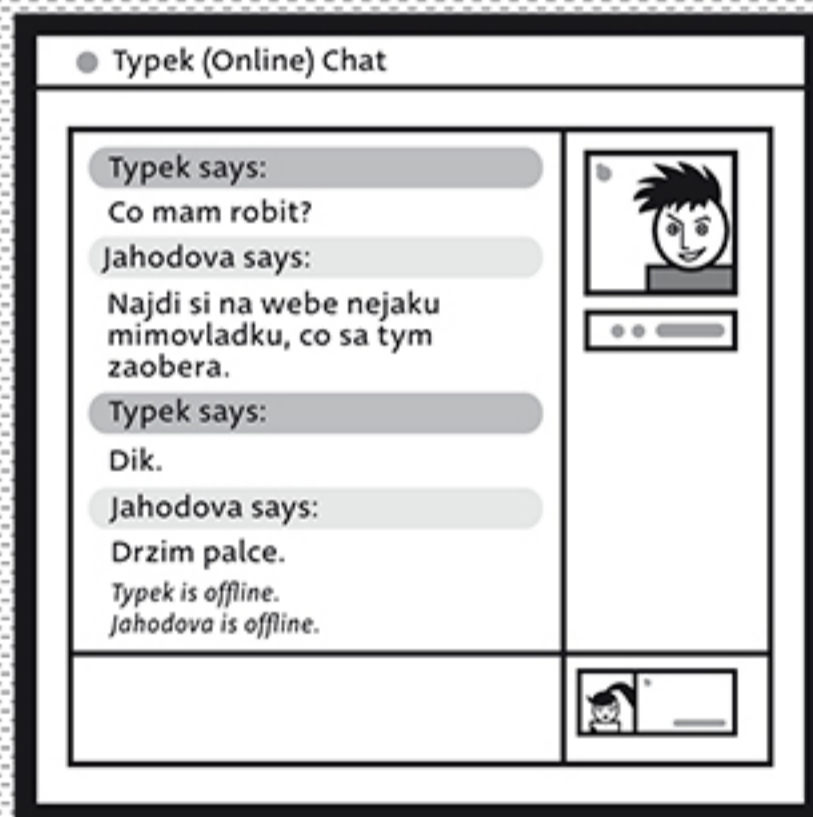 Typek (Online) Chat
Typek says:
Co mam robit?
Jahodova says:
Najdi si na webe nejaku
mimovladku, co sa tym
zaobera.
Typek says:
Dik.
Jahodova says:
Drzim palce.
Typek is offline.
Jahodova is offline.